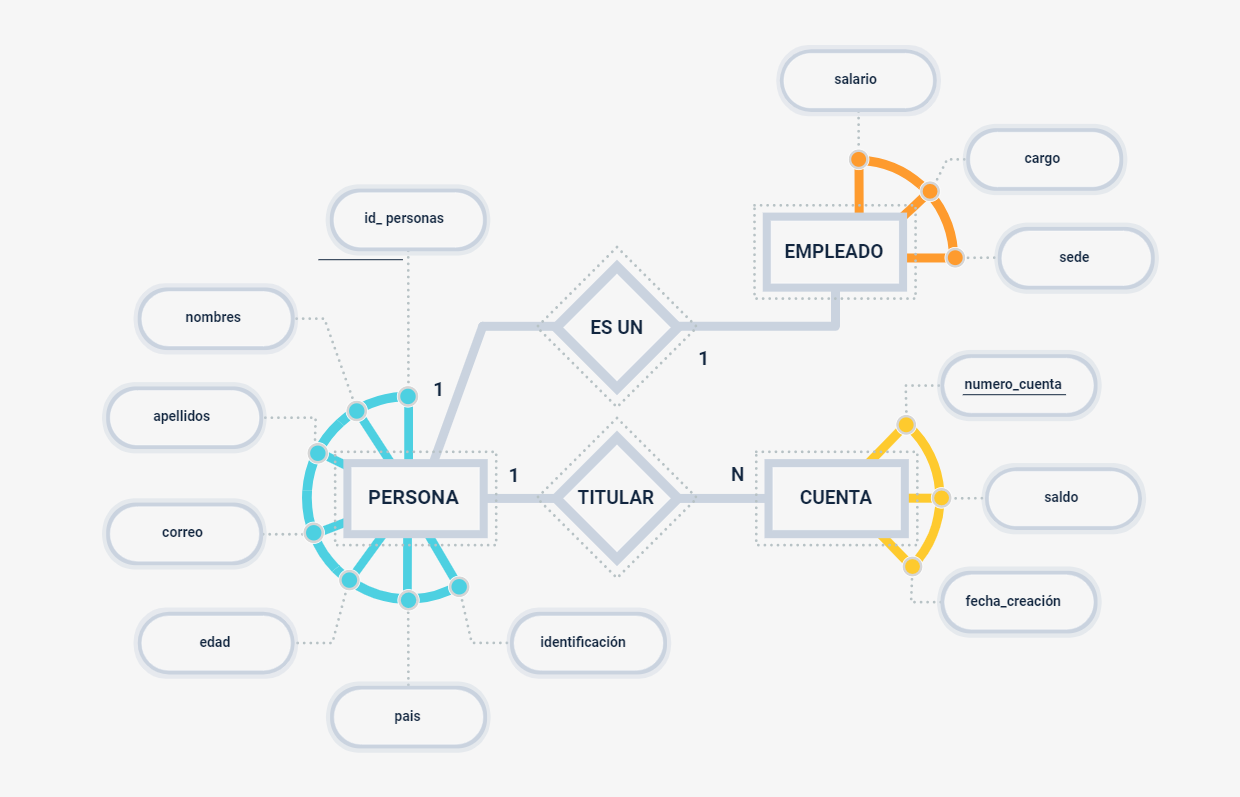 salario
cargo
id_ personas
EMPLEADO
sede
nombres
ES UN
1
numero_cuenta
1
apellidos
1
N
PERSONA
TITULAR
CUENTA
saldo
correo
fecha_creación
edad
identificación
pais